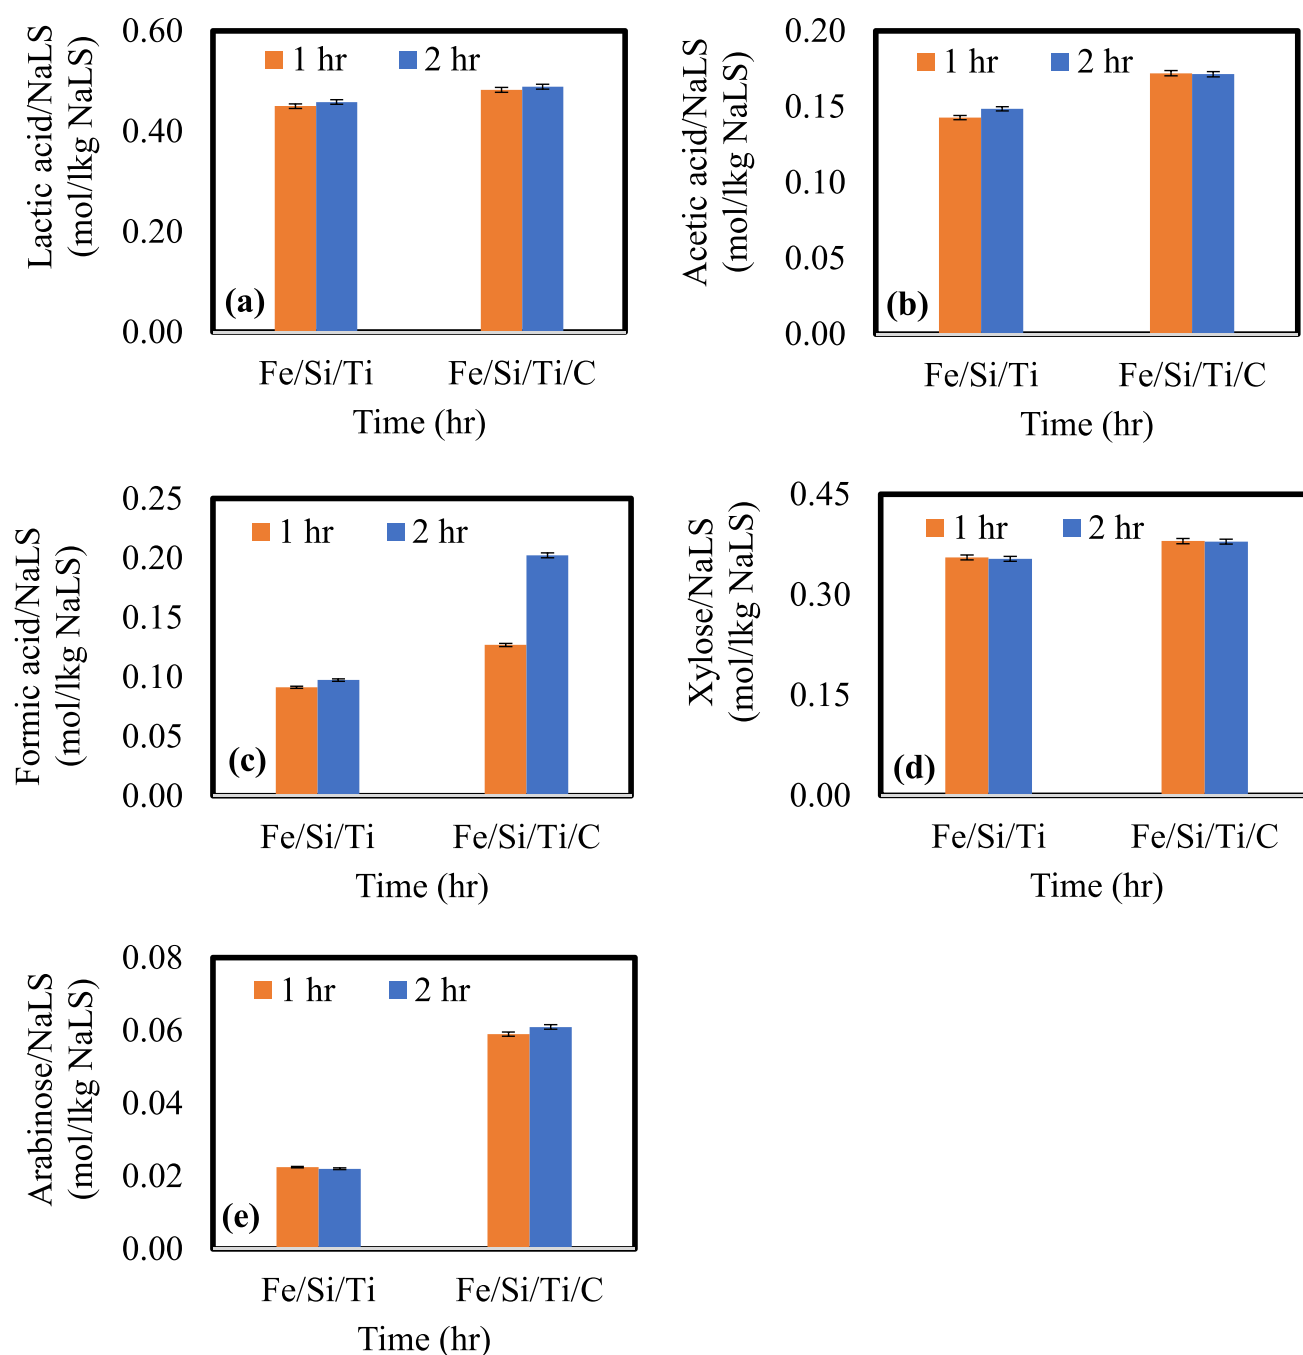 Lactic acid/NaLS
(mol/lkg NaLS)
0.60
0.40
0.20
0.00
1 hr
2 hr
(a)
Fe/Si/Ti
Fe/Si/Ti/C
Time (hr)
Acetic acid/NaLS
(mol/lkg NaLS)
0.20
0.15
0.10
0.05
0.00
1 hr
2 hr
(b)
Fe/Si/Ti
Fe/Si/Ti/C
Time (hr)
Formic acid/NaLS
(mol/lkg NaLS)
0.25
0.20
0.15
0.10
0.05
0.00
1 hr
2 hr
(c)
Fe/Si/Ti
Fe/Si/Ti/C
Time (hr)
Xylose/NaLS
(mol/lkg NaLS)
0.45
0.30
0.15
0.00
1 hr
2 hr
(d)
Fe/Si/Ti
Fe/Si/Ti/C
Time (hr)
Arabinose/NaLS
(mol/lkg NaLS)
0.08
0.06
0.04
0.02
0.00
1 hr
2 hr
(e)
Fe/Si/Ti
Fe/Si/Ti/C
Time (hr)